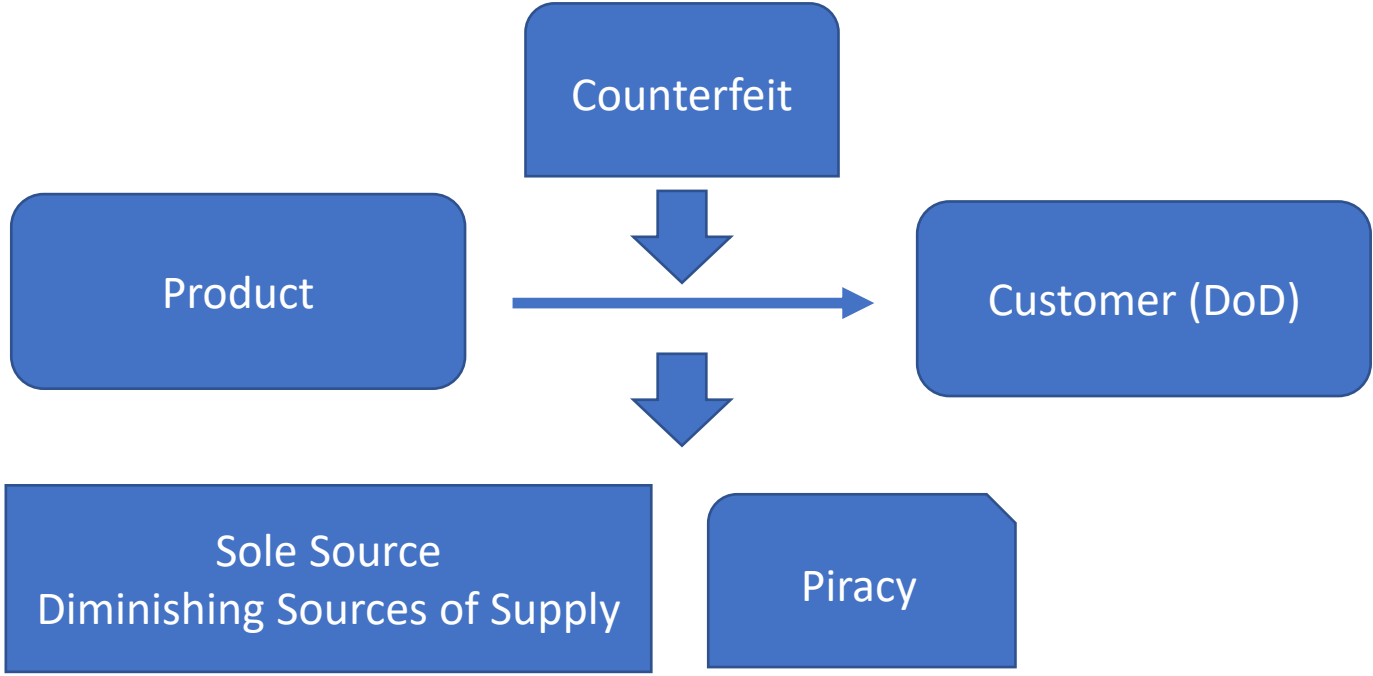 Counterfeit
Product
Customer (DoD)
Sole Source
Diminishing Sources of Supply
Piracy